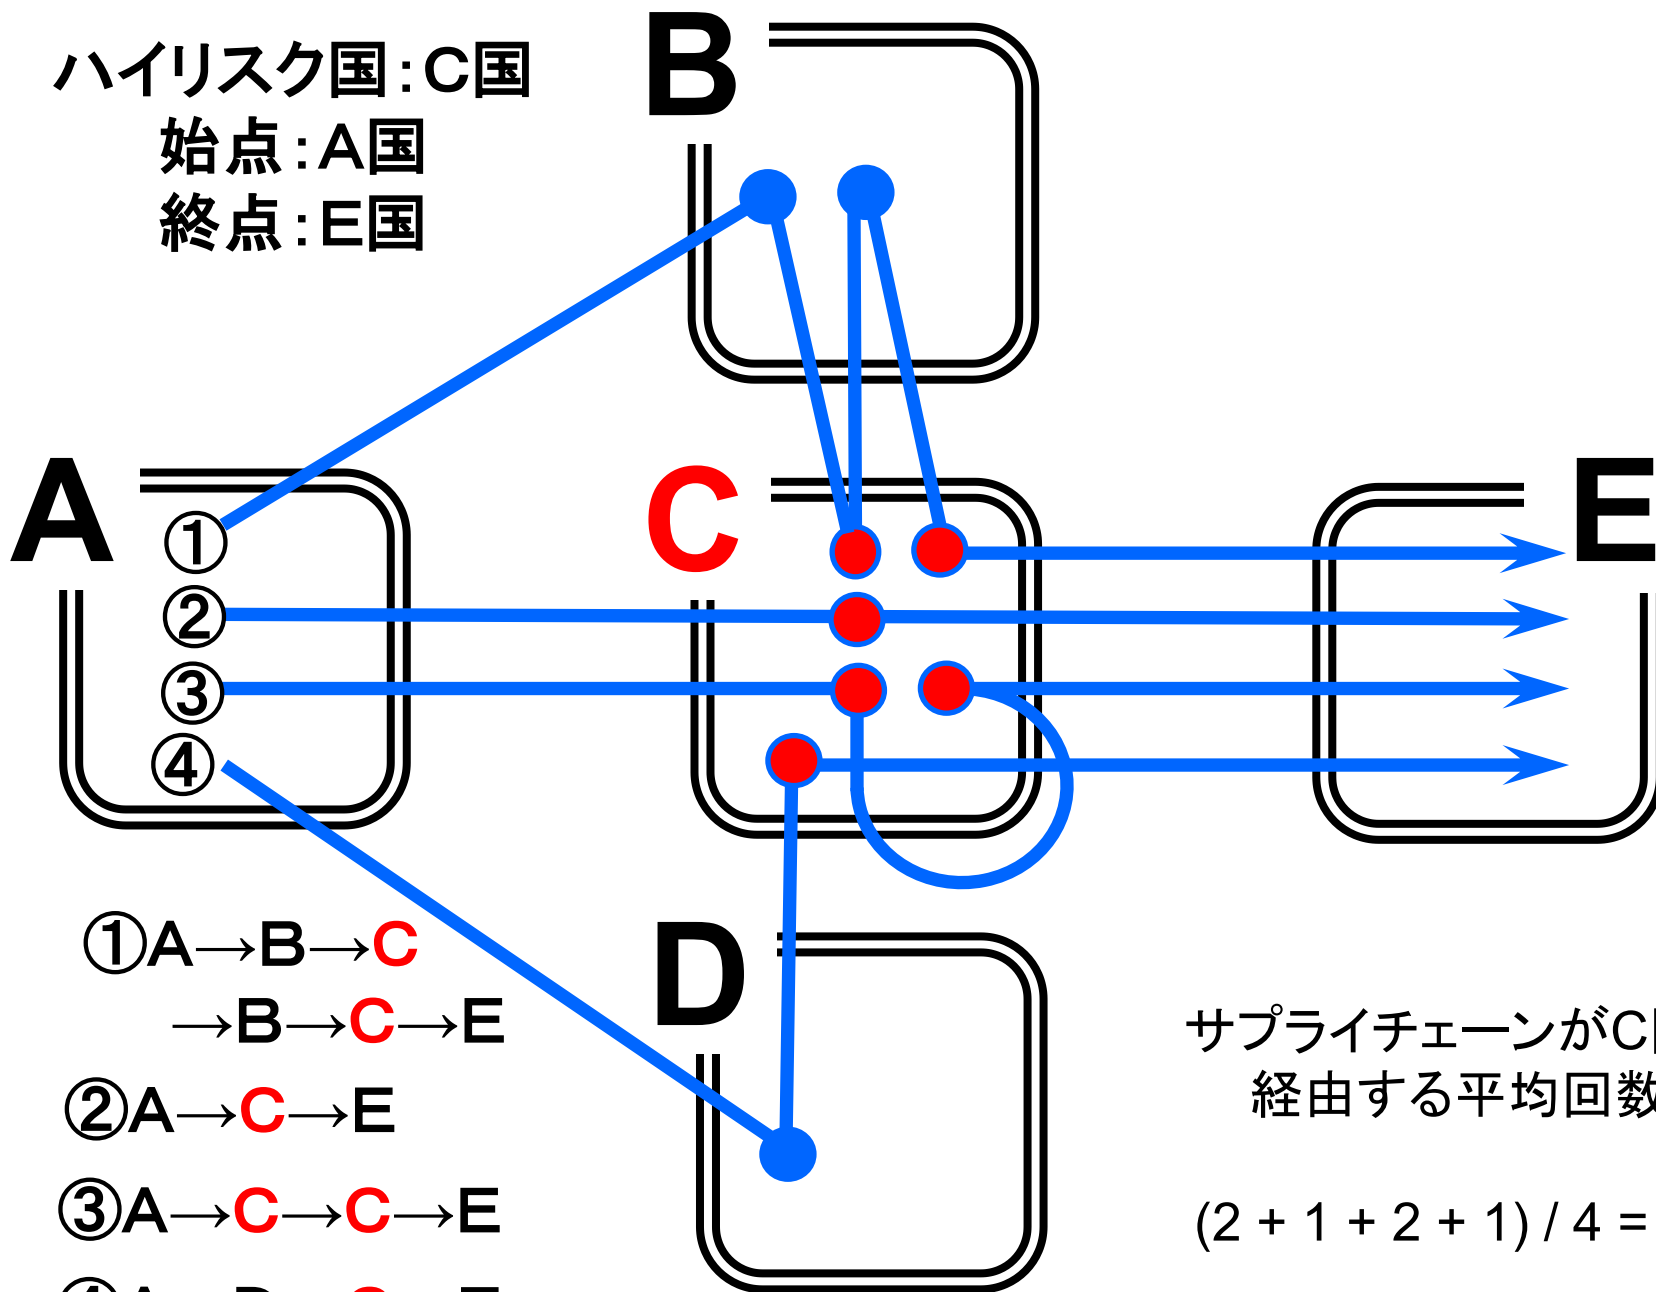 ハイリスク国：C国
始点：A国
終点：E国
B
A
C
E
①
②
③
④
D
①A→B→C
→B→C→E
②A→C→E
③A→C→C→E
サプライチェーンがC
経由する平均回数
(2 + 1 + 2 + 1) / 4 =